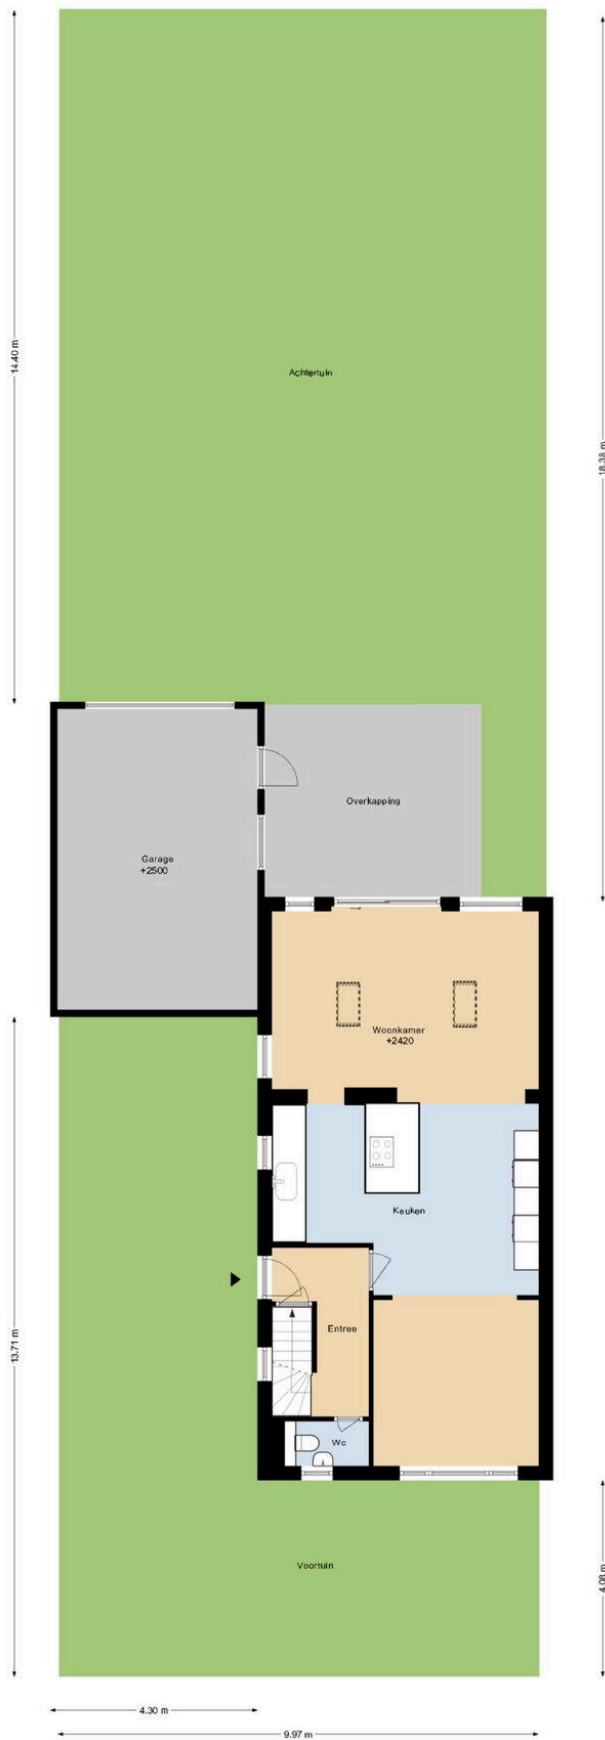 14.40 m
18.38 m
Achtertuin
Overkapping
Garage
+2500
Woonkamer
+2420
Keuken
Entree
13.71 m
Wc
Voortuin
4.08 m
4.30 m
9.97 m